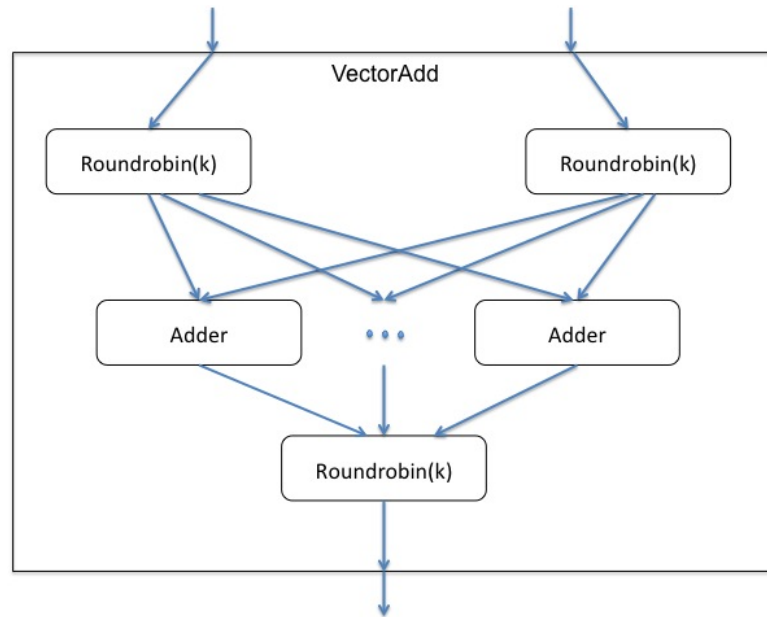 VectorAdd
Roundrobin(k)
Roundrobin(k)
Adder
...
Adder
Roundrobin(k)